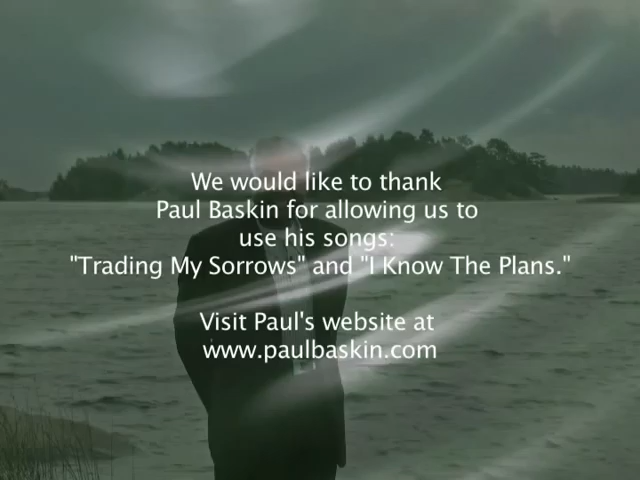 We would like to thank
Paul Baskin for allowing us to
use his songs:
"Trading My Sorrows" and "I Know The Plans."
Visit Paul's website at
www.paulbaskin.com